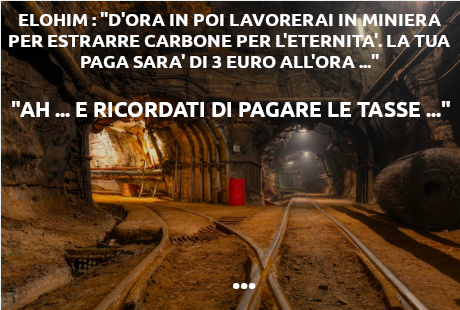 ELOHIM : "D'ORA IN POI LAVORERAI IN MINIERA
PER ESTRARRE CARBONE PER L'ETERNITA'. LA TUA
PAGA SARA' DI 3 EURO ALL'ORA ..."
"AH ... E RICORDATI DI PAGARE LE TASSE ..."
...